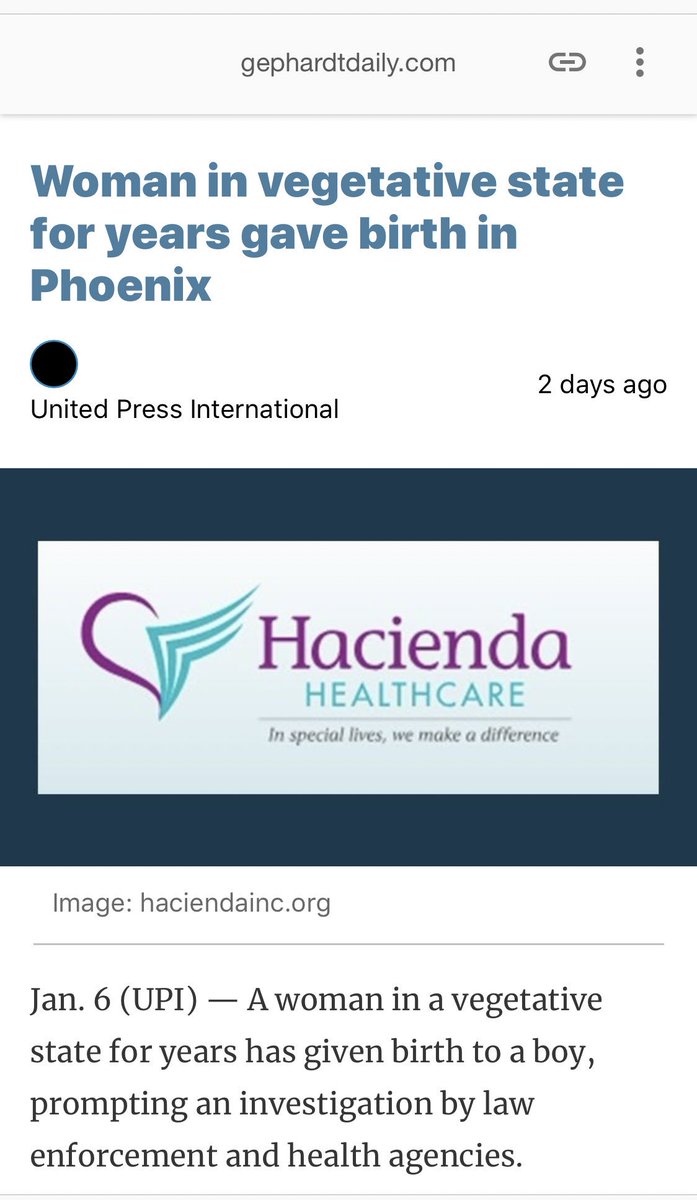 gephardtdaily.com
Woman in vegetative state
for years gave birth in
Phoenix
2 days ago
United Press International
Hacienda
HEALTHCARE
In special lives, we make a difference
Image: haciendainc.org
Jan. 6 (UPI) — A woman in a vegetative
state for years has given birth to a boy,
prompting an investigation by law
enforcement and health agencies.